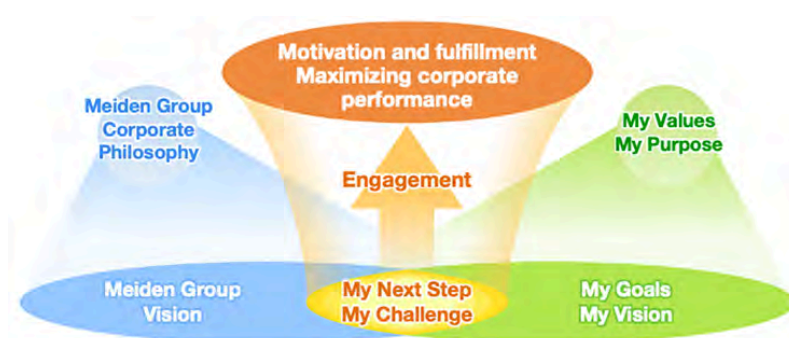 Motivation and fulfillment
Maximizing corporate
performance
Meiden Group
Corporate
Philosophy
My Values
My Purpose
Engagement
Meiden Group
Vision
My Next Step
My Challenge
My Goals
My Vision